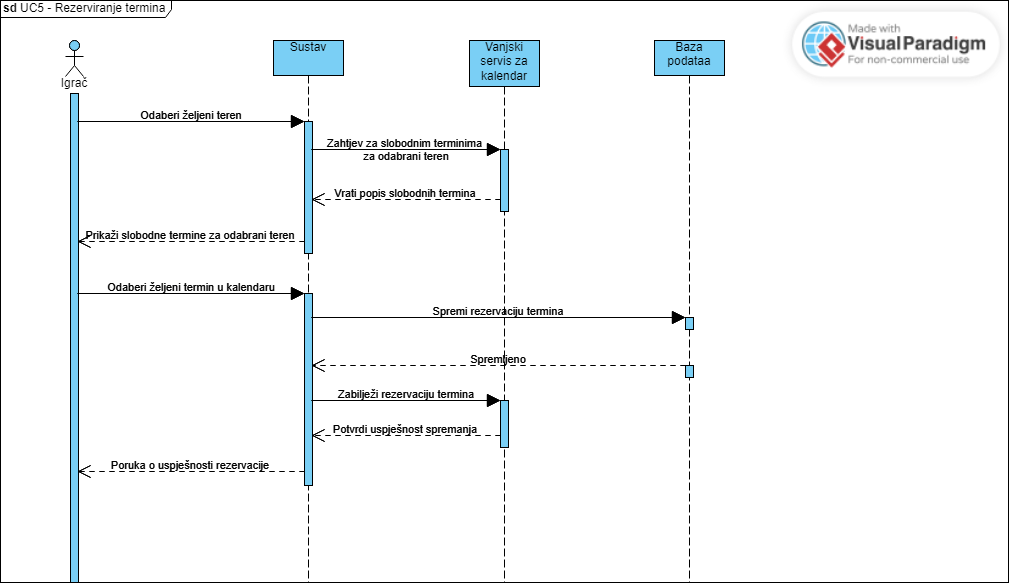 sd UC5 - Rezerviranje termina
Made with
Visual Paradigm
For non-commercial use
Igrač
Sustav
Vanjski
servis za
kalendar
Baza
podataa
Odaberi željeni teren
Zahtjev za slobodnim terminima
za odabrani teren
Vrati popis slobodnih termina
Prikaži slobodne termine za odabrani teren
Odaberi željeni termin u kalendaru
Spremi rezervaciju termina
Spremljeno
Zabilježi rezervaciju termina
Potvrdi uspješnost spremanja
Poruka o uspješnosti rezervacije